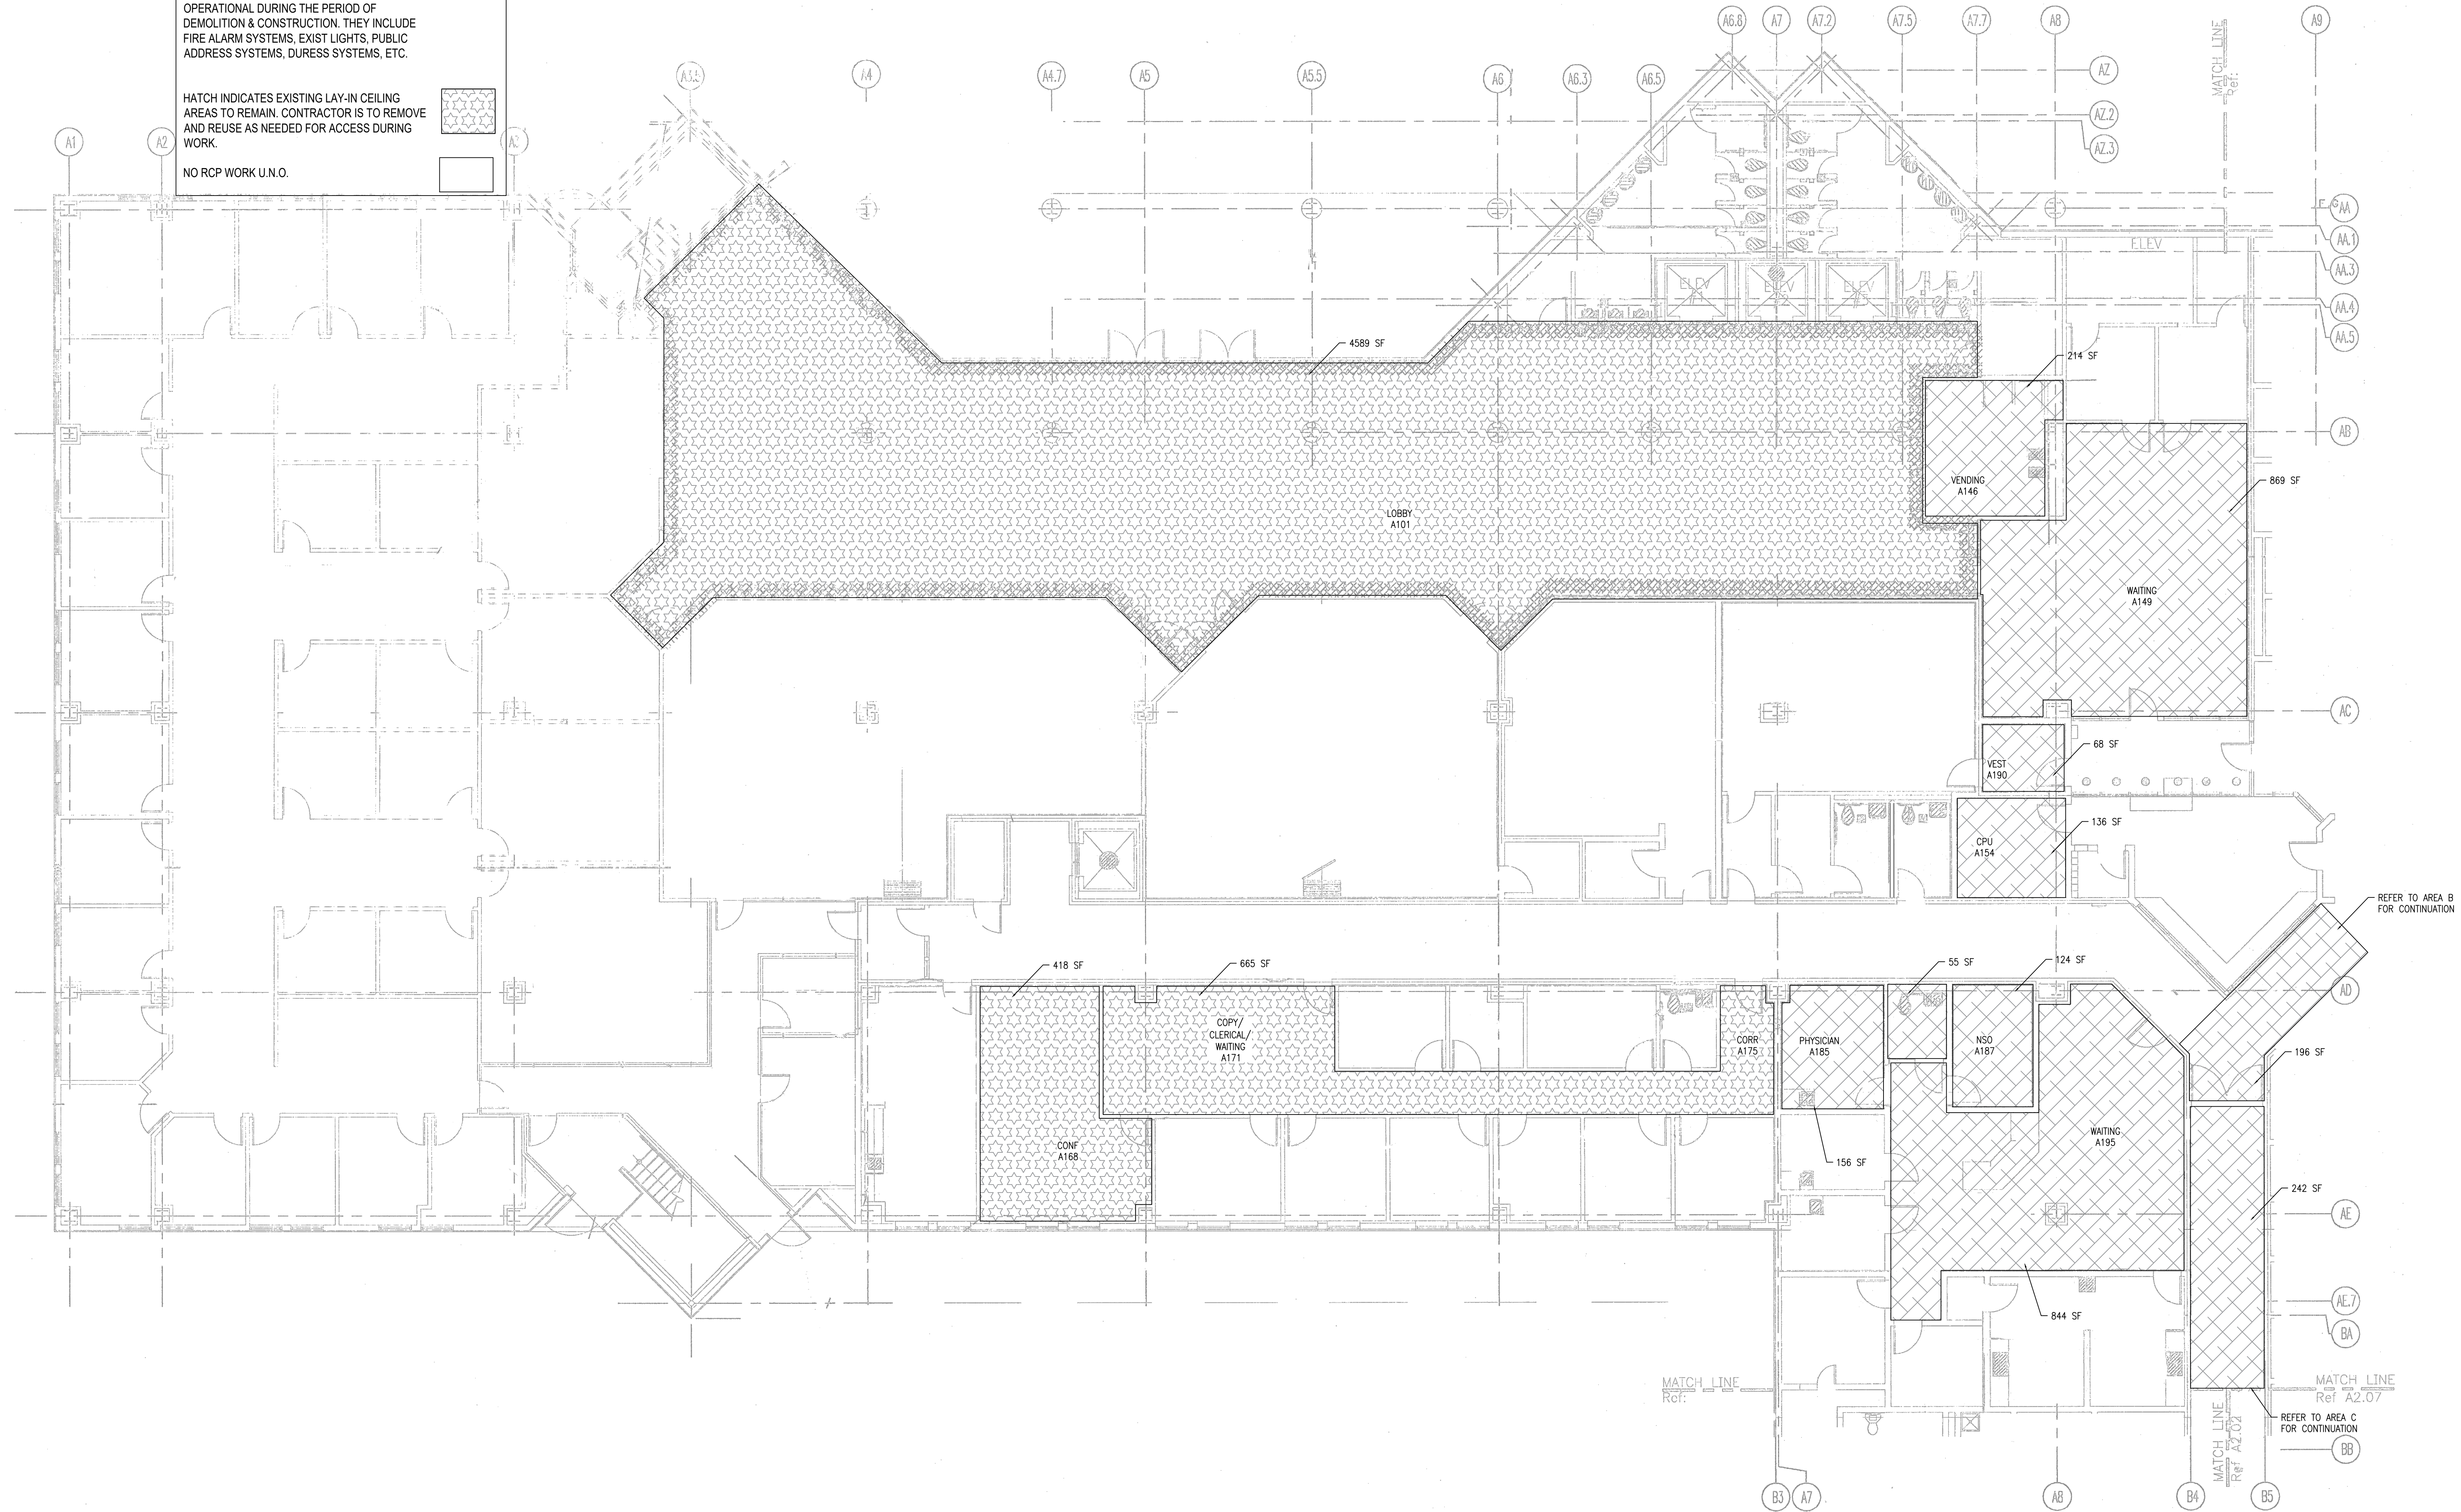 OPERATIONAL DURING THE PERIOD OF
DEMOLITION & CONSTRUCTION. THEY INCLUDE
FIRE ALARM SYSTEMS, EXIST LIGHTS, PUBLIC
ADDRESS SYSTEMS, DURESS SYSTEMS, ETC.
HATCH INDICATES EXISTING LAY-IN CEILING
AREAS TO REMAIN. CONTRACTOR IS TO REMOVE
AND REUSE AS NEEDED FOR ACCESS DURING
WORK.
NO RCP WORK U.N.O.
A1
A2
A3
A3.5
A4
A4.7
A5
A5.5
A6
A6.3
A6.5
A6.8
A7
A7.2
A7.5
A7.7
A8
A9
MATCH LINE
Ref:
AZ
AZ.2
AZ.3
AA
AA.1
AA.3
AA.4
AA.5
AB
AC
AD
AE
AE.7
BA
BB
ELEV
ELEV
#1
ELEV
ELEV
4589 SF
214 SF
VENDING
A146
869 SF
LOBBY
A101
WAITING
A149
68 SF
VEST
A190
136 SF
CPU
A154
REFER TO AREA B
FOR CONTINUATION
418 SF
665 SF
55 SF
124 SF
COPY/
CLERICAL/
WAITING
A171
CORR
A175
PHYSICIAN
A185
NSO
A187
196 SF
CONF
A168
WAITING
A195
156 SF
242 SF
844 SF
MATCH LINE
Ref:
MATCH LINE
Ref A2.07
REFER TO AREA C
FOR CONTINUATION
MATCH LINE
Ref A2.02
B3
A7
A8
B4
B5